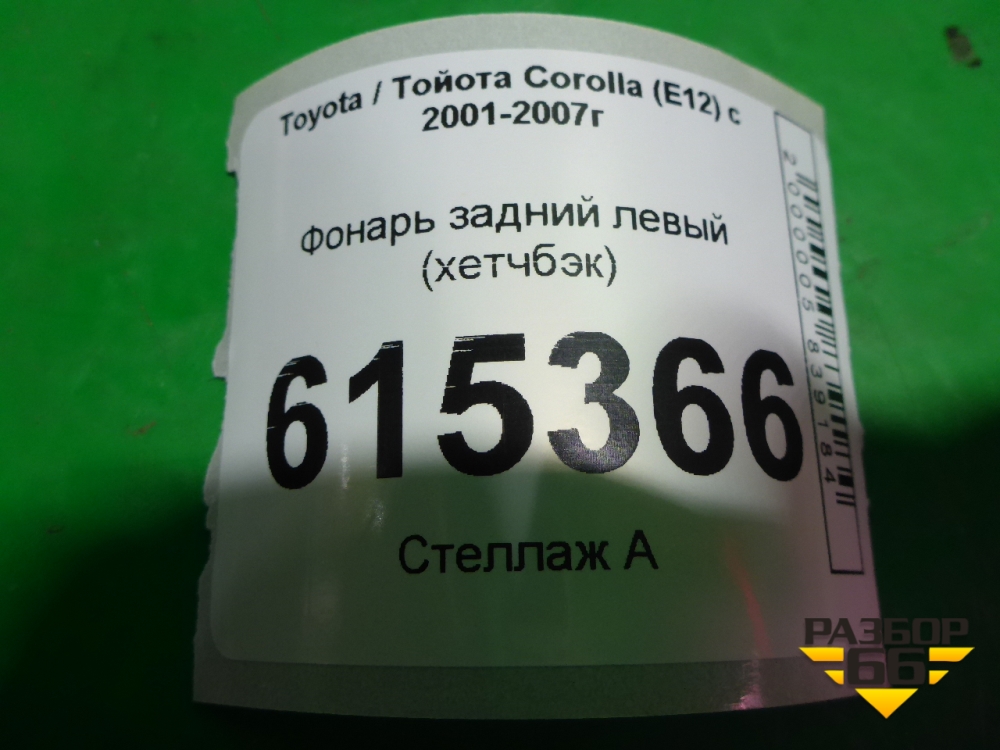 Toyota / Тойота Corolla (E12) с
2001-2007г
Фонарь задний левый
(хетчбэк)
615366
Стеллаж А
2000005839184
РАЗБОР
66